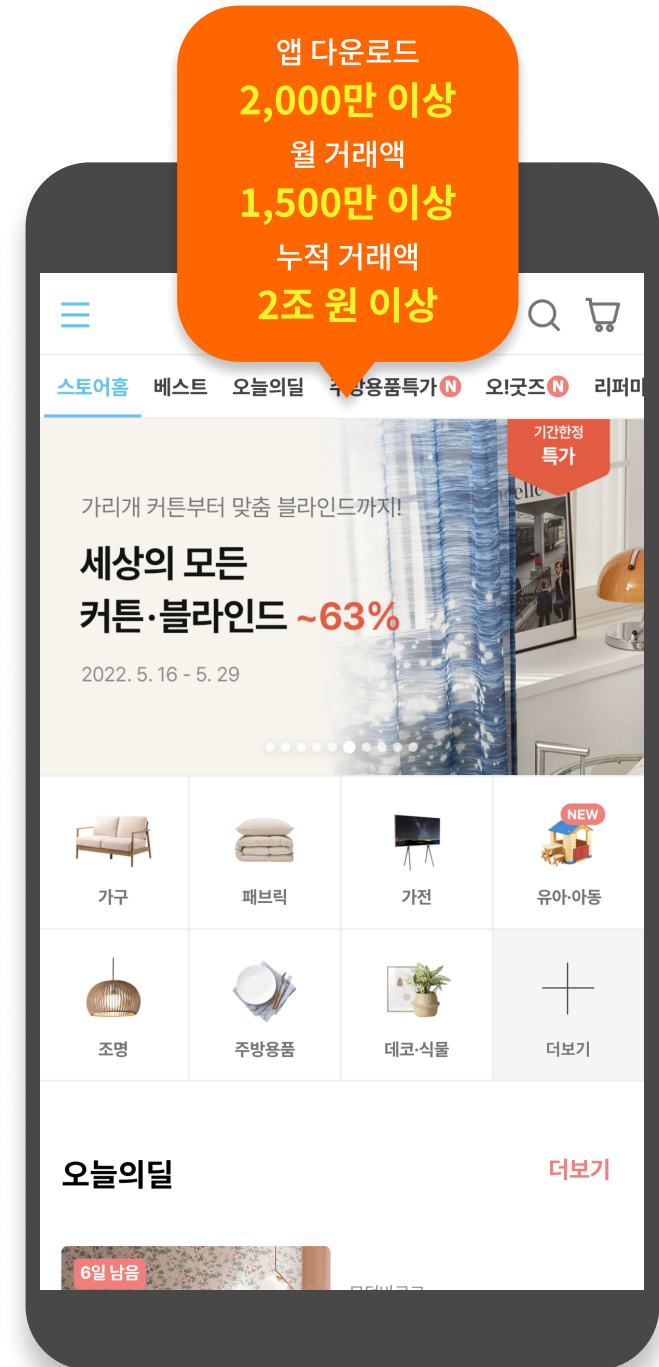 앱 다운로드
2,000만 이상
월 거래액
1,500만 이상
누적 거래액
2조 원 이상
스토어홈 베스트 오늘의딜 주방용품특가 N 오!굿즈 N 리퍼마
기간한정
특가
가리개 커튼부터 맞춤 블라인드까지!
세상의 모든
커튼·블라인드 ~63%
2022. 5. 16 - 5. 29
NEW
가구 패브릭 가전 유아·아동
조명 주방용품 데코·식물 더보기
오늘의딜 더보기
6일 남음